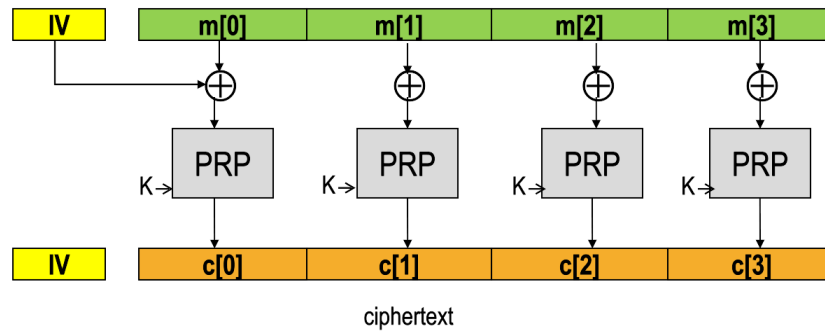 IV m[0] m[1] m[2] m[3]
PRP PRP PRP PRP
K K K K
IV c[0] c[1] c[2] c[3]
ciphertext